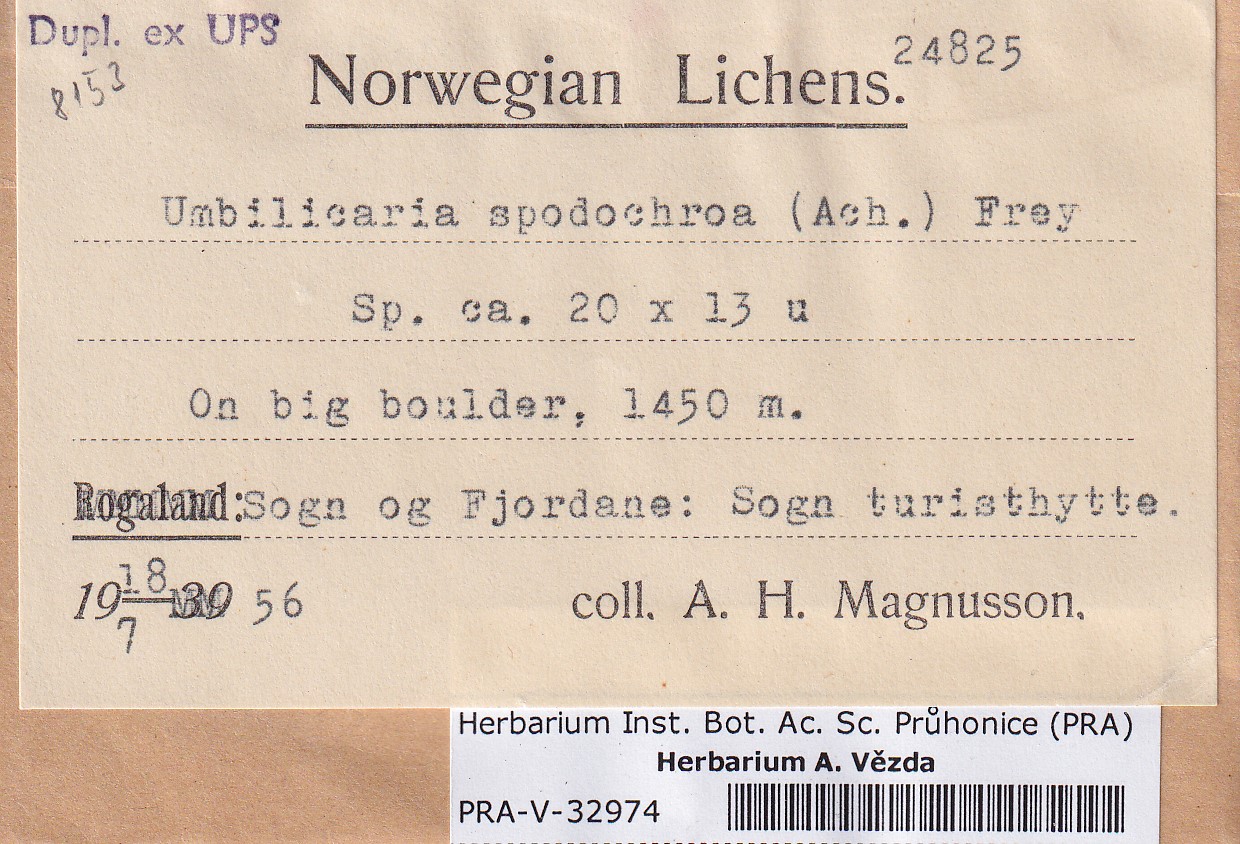 Dupl. ex UPS
8153
24825
Norwegian Lichens.
Umbilicaria spodochroa (Ach.) Frey
Sp. ca. 20 x 13 u
On big boulder, 1450 m.
Rogaland: Sogn og Fjordane: Sogn turisthytte.
19 18/7 39 56 coll. A. H. Magnusson.
Herbarium Inst. Bot. Ac. Sc. Průhonice (PRA)
Herbarium A. Vězda
PRA-V-32974